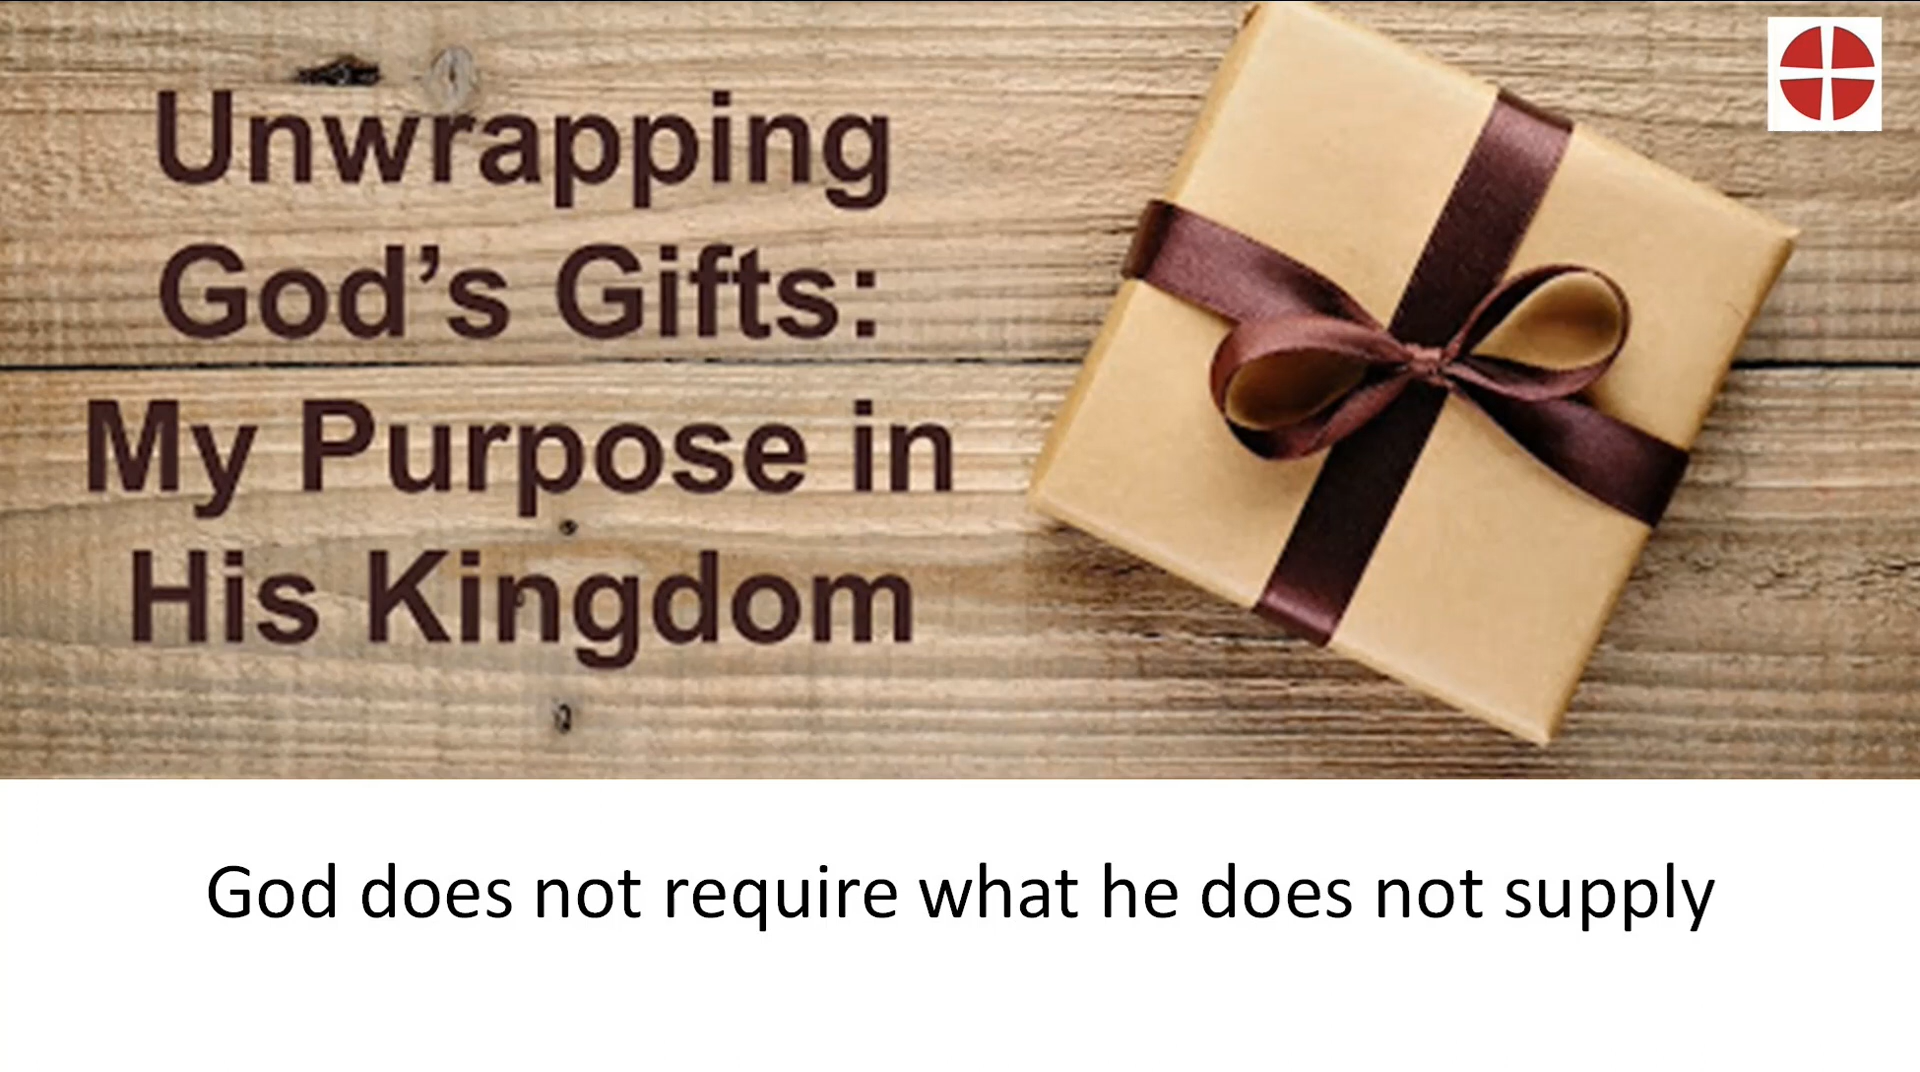 Unwrapping
God’s Gifts:
My Purpose in
His Kingdom
God does not require what he does not supply